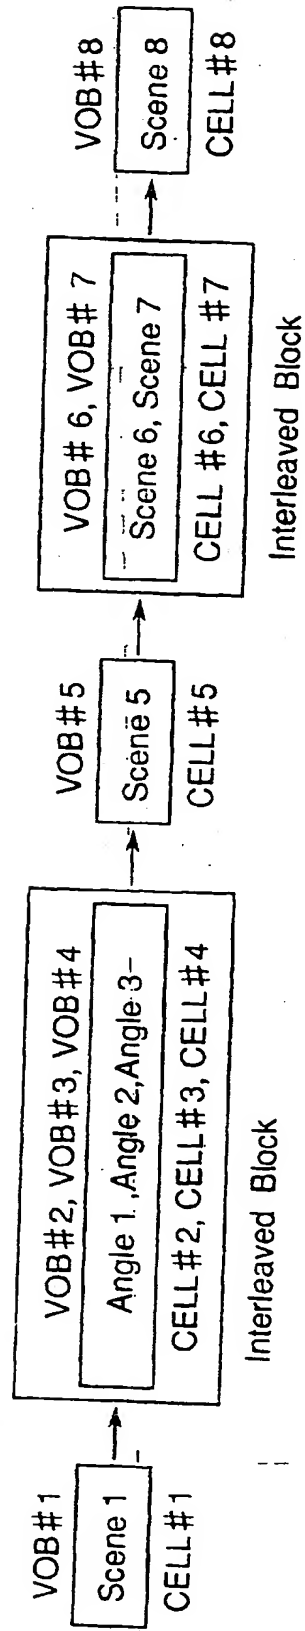 VOB#1
Scene 1
CELL#1
VOB#2, VOB#3, VOB#4
Angle 1, Angle 2, Angle 3
CELL#2, CELL#3, CELL#4
Interleaved Block
VOB#5
Scene 5
CELL#5
VOB# 6, VOB# 7
Scene 6, Scene 7
CELL #6, CELL #7
Interleaved Block
VOB#8
Scene 8
CELL#8